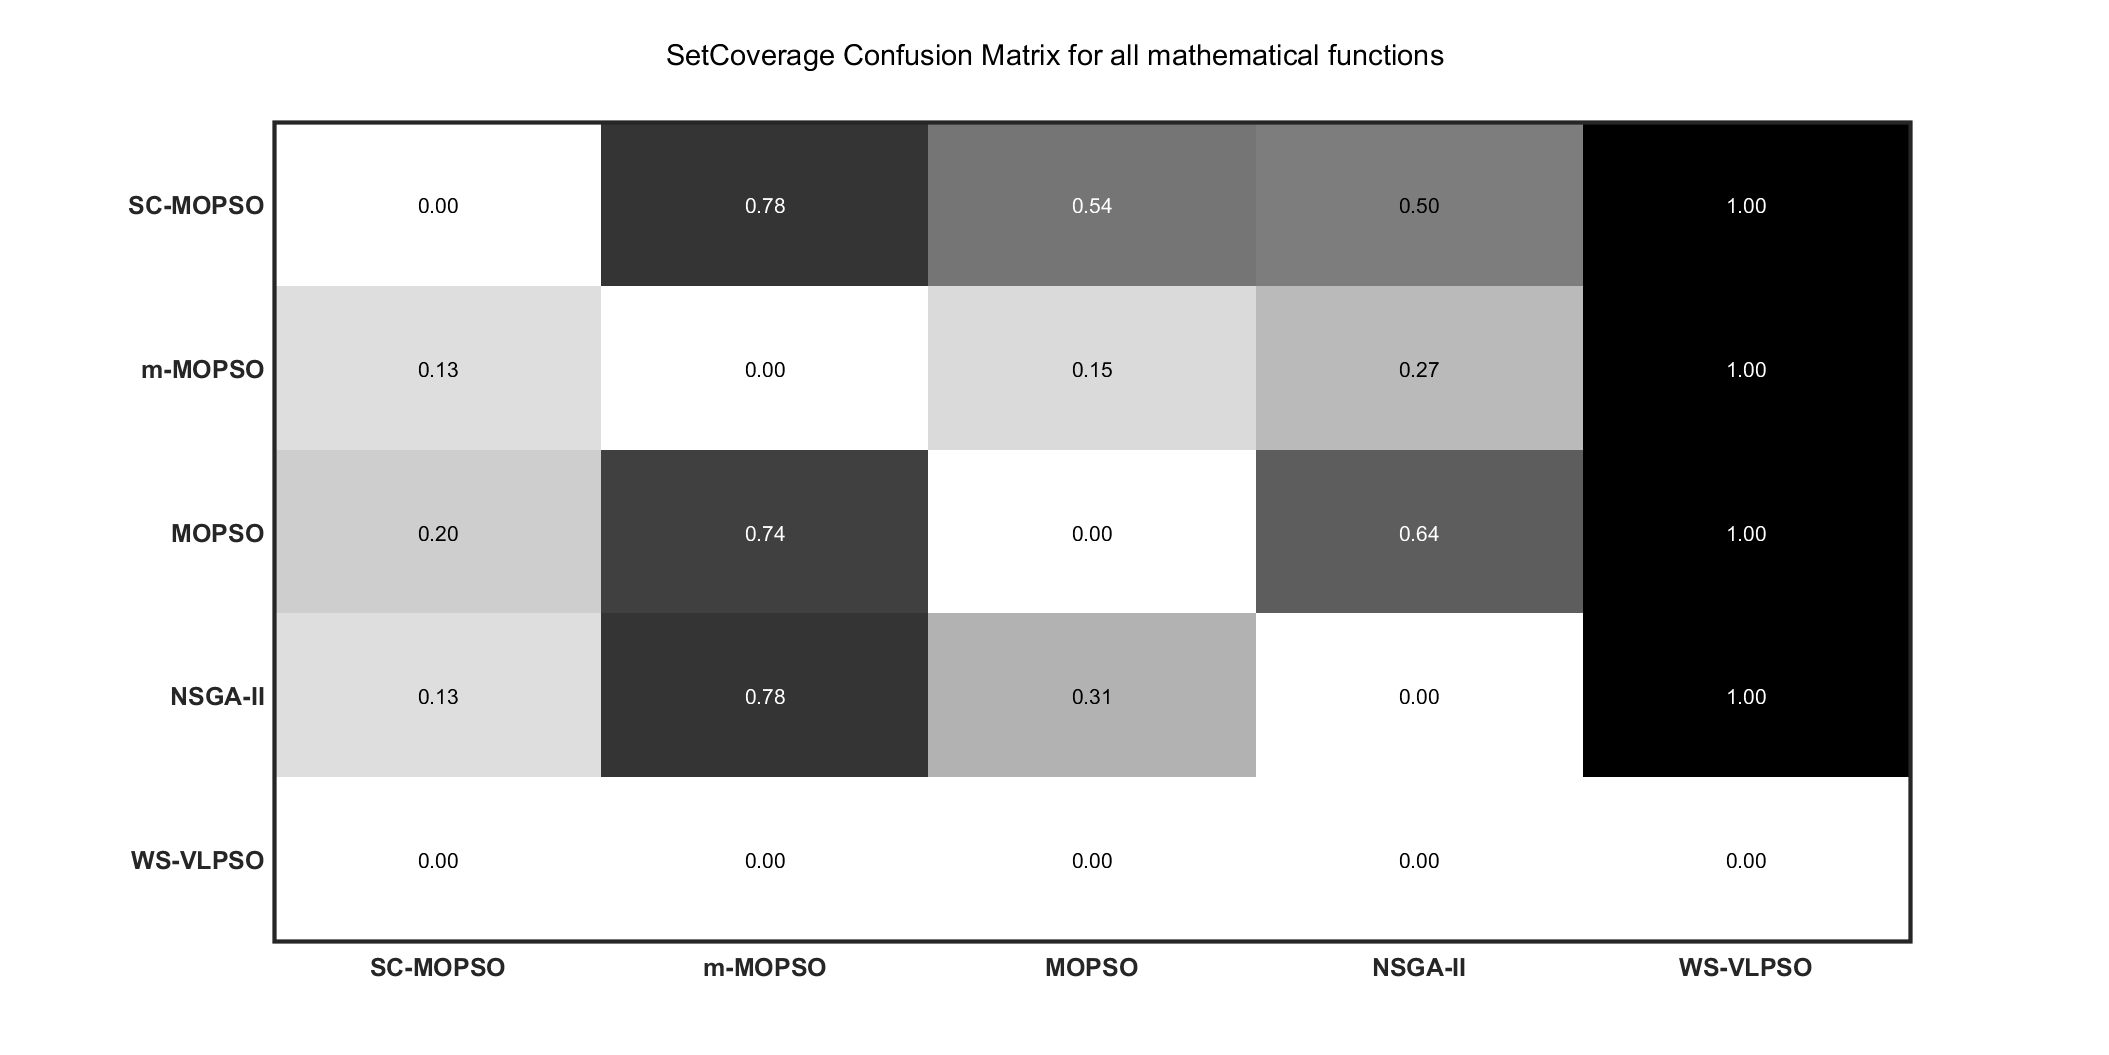 SetCoverage Confusion Matrix for all mathematical functions
SC-MOPSO 0.00 0.78 0.54 0.50 1.00
m-MOPSO 0.13 0.00 0.15 0.27 1.00
MOPSO 0.20 0.74 0.00 0.64 1.00
NSGA-II 0.13 0.78 0.31 0.00 1.00
WS-VLPSO 0.00 0.00 0.00 0.00 0.00
SC-MOPSO m-MOPSO MOPSO NSGA-II WS-VLPSO